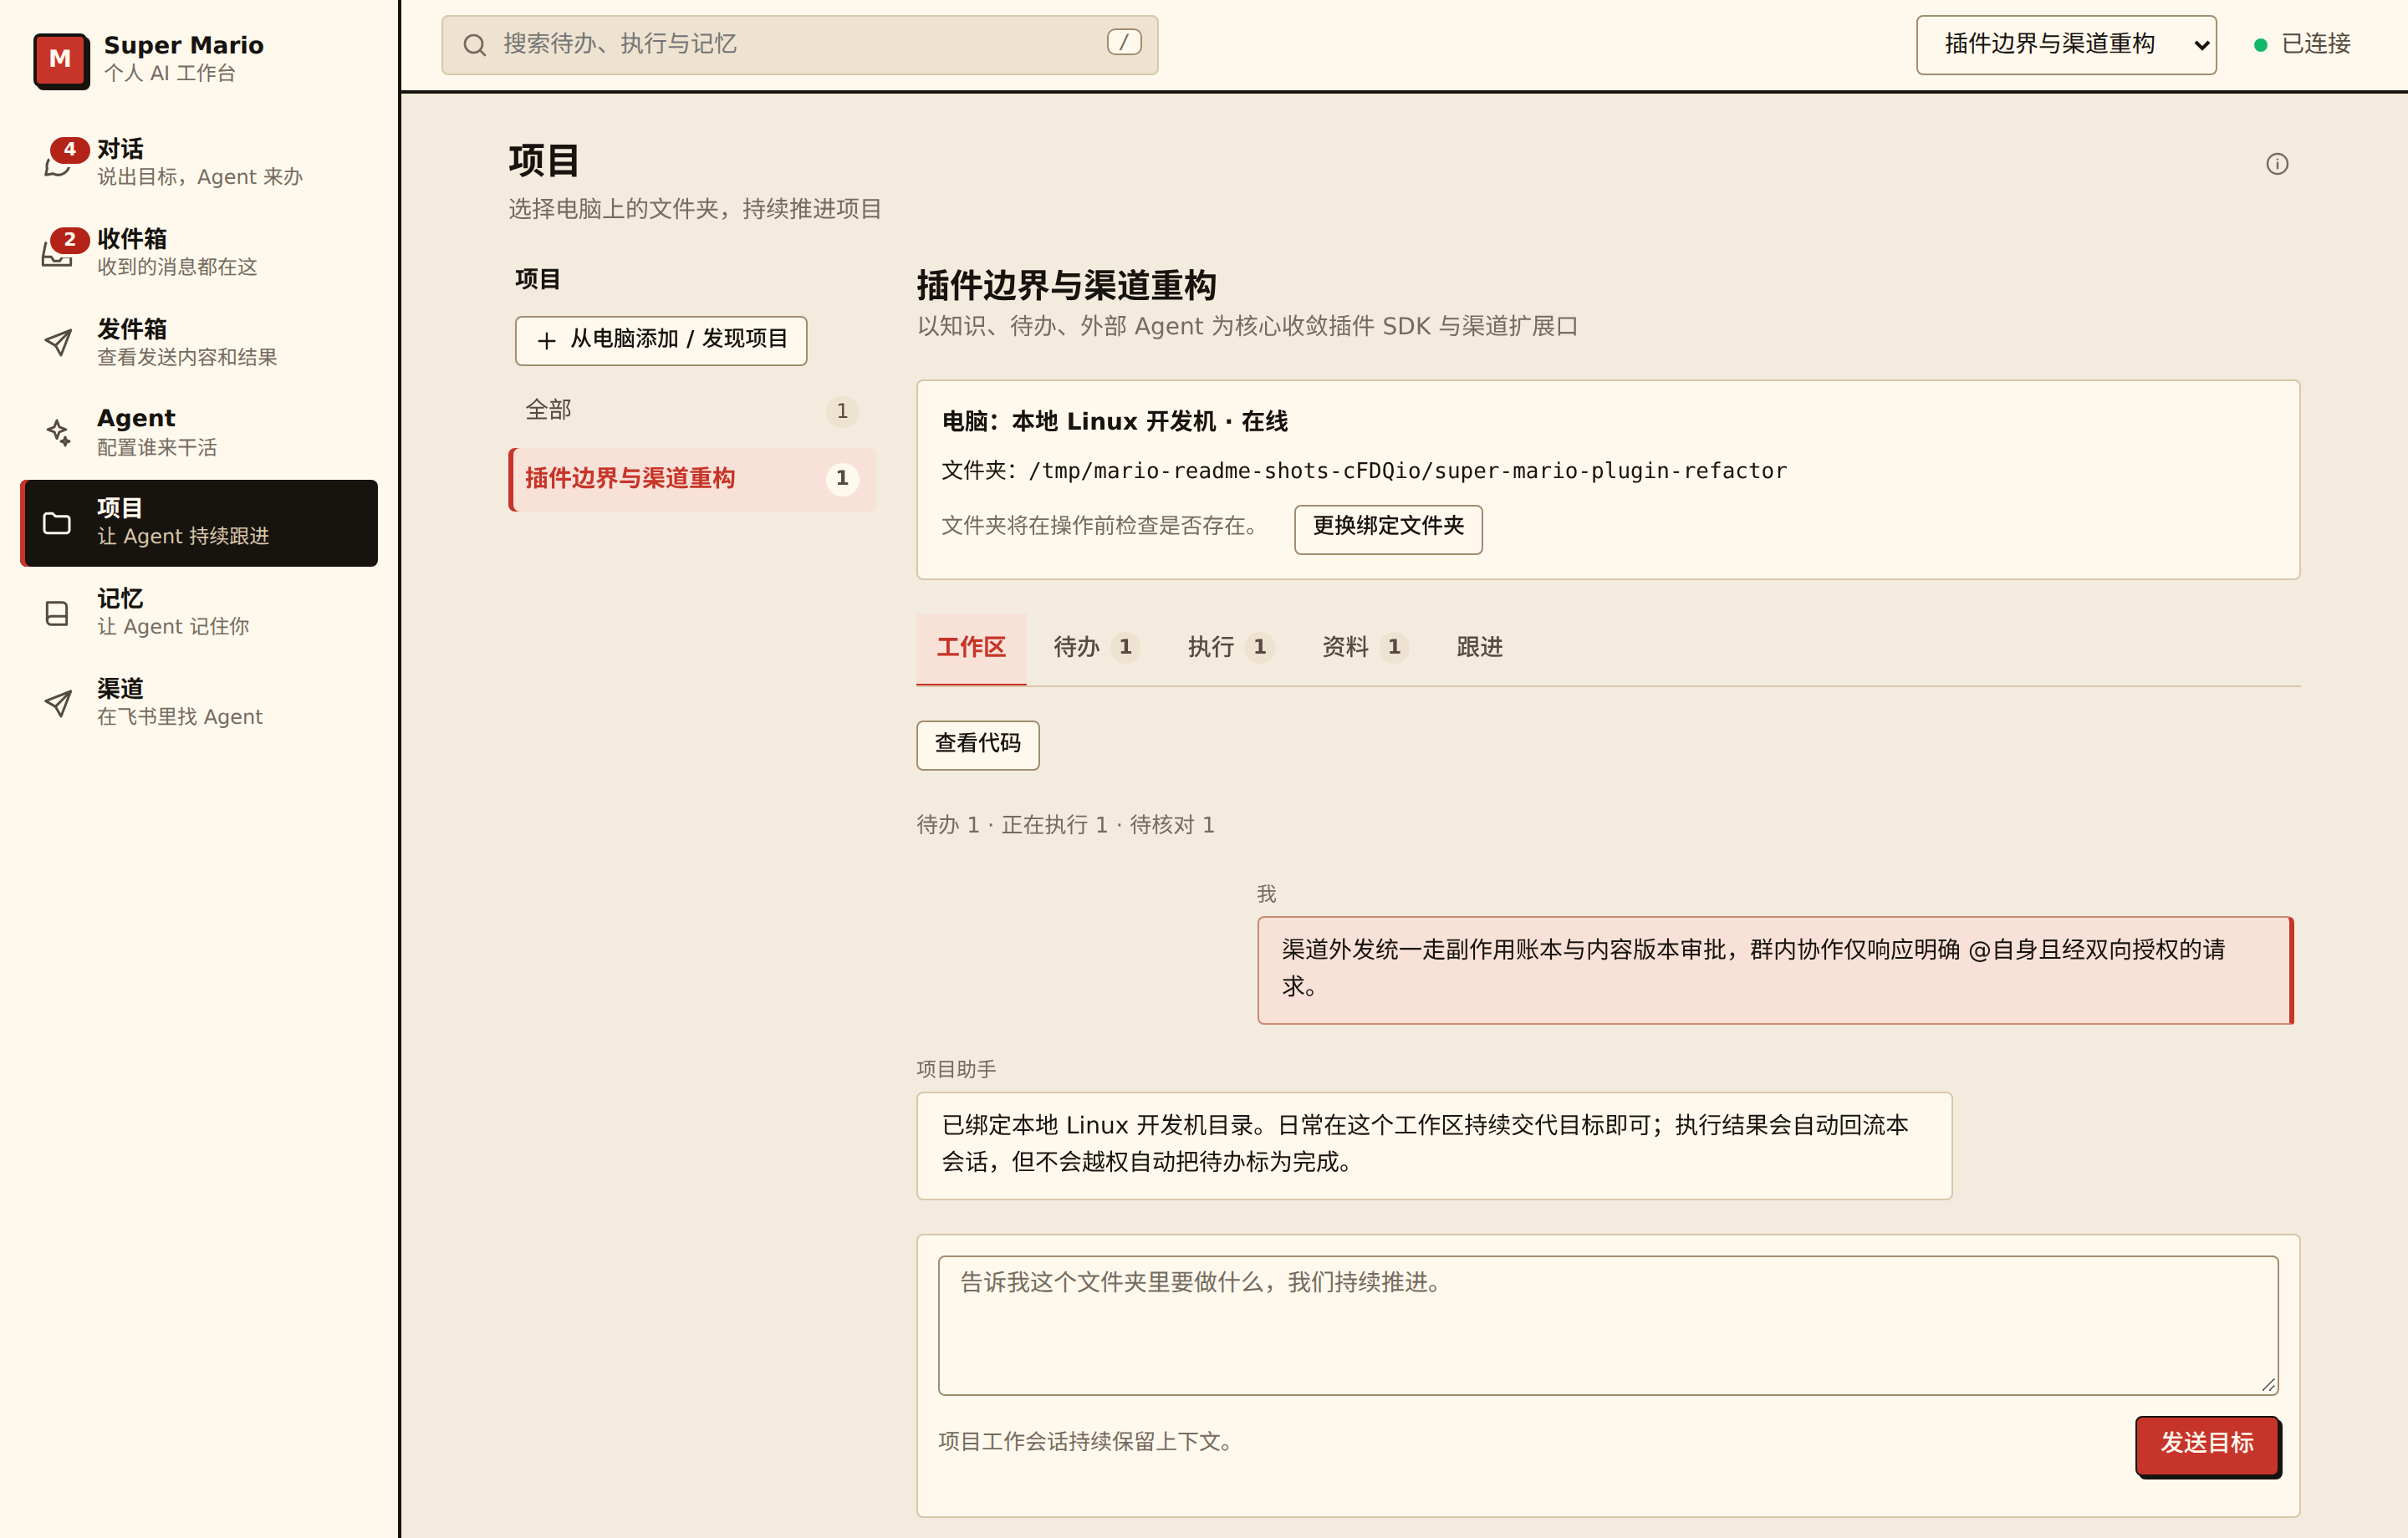 M
Super Mario
个人 AI 工作台
4
对话
说出目标，Agent 来办
2
收件箱
收到的消息都在这
发件箱
查看发送内容和结果
Agent
配置谁来干活
项目
让 Agent 持续跟进
记忆
让 Agent 记住你
渠道
在飞书里找 Agent
搜索待办、执行与记忆
/
插件边界与渠道重构
已连接
项目
选择电脑上的文件夹，持续推进项目
项目
从电脑添加 / 发现项目
全部 1
插件边界与渠道重构 1
插件边界与渠道重构
以知识、待办、外部 Agent 为核心收敛插件 SDK 与渠道扩展口
电脑：本地 Linux 开发机 · 在线
文件夹：/tmp/mario-readme-shots-cFDQio/super-mario-plugin-refactor
文件夹将在操作前检查是否存在。 更换绑定文件夹
工作区 待办 1 执行 1 资料 1 跟进
查看代码
待办 1 · 正在执行 1 · 待核对 1
我
渠道外发统一走副作用账本与内容版本审批，群内协作仅响应明确 @自身且经双向授权的请
求。
项目助手
已绑定本地 Linux 开发机目录。日常在这个工作区持续交代目标即可；执行结果会自动回流本
会话，但不会越权自动把待办标为完成。
告诉我这个文件夹里要做什么，我们持续推进。
项目工作会话持续保留上下文。
发送目标